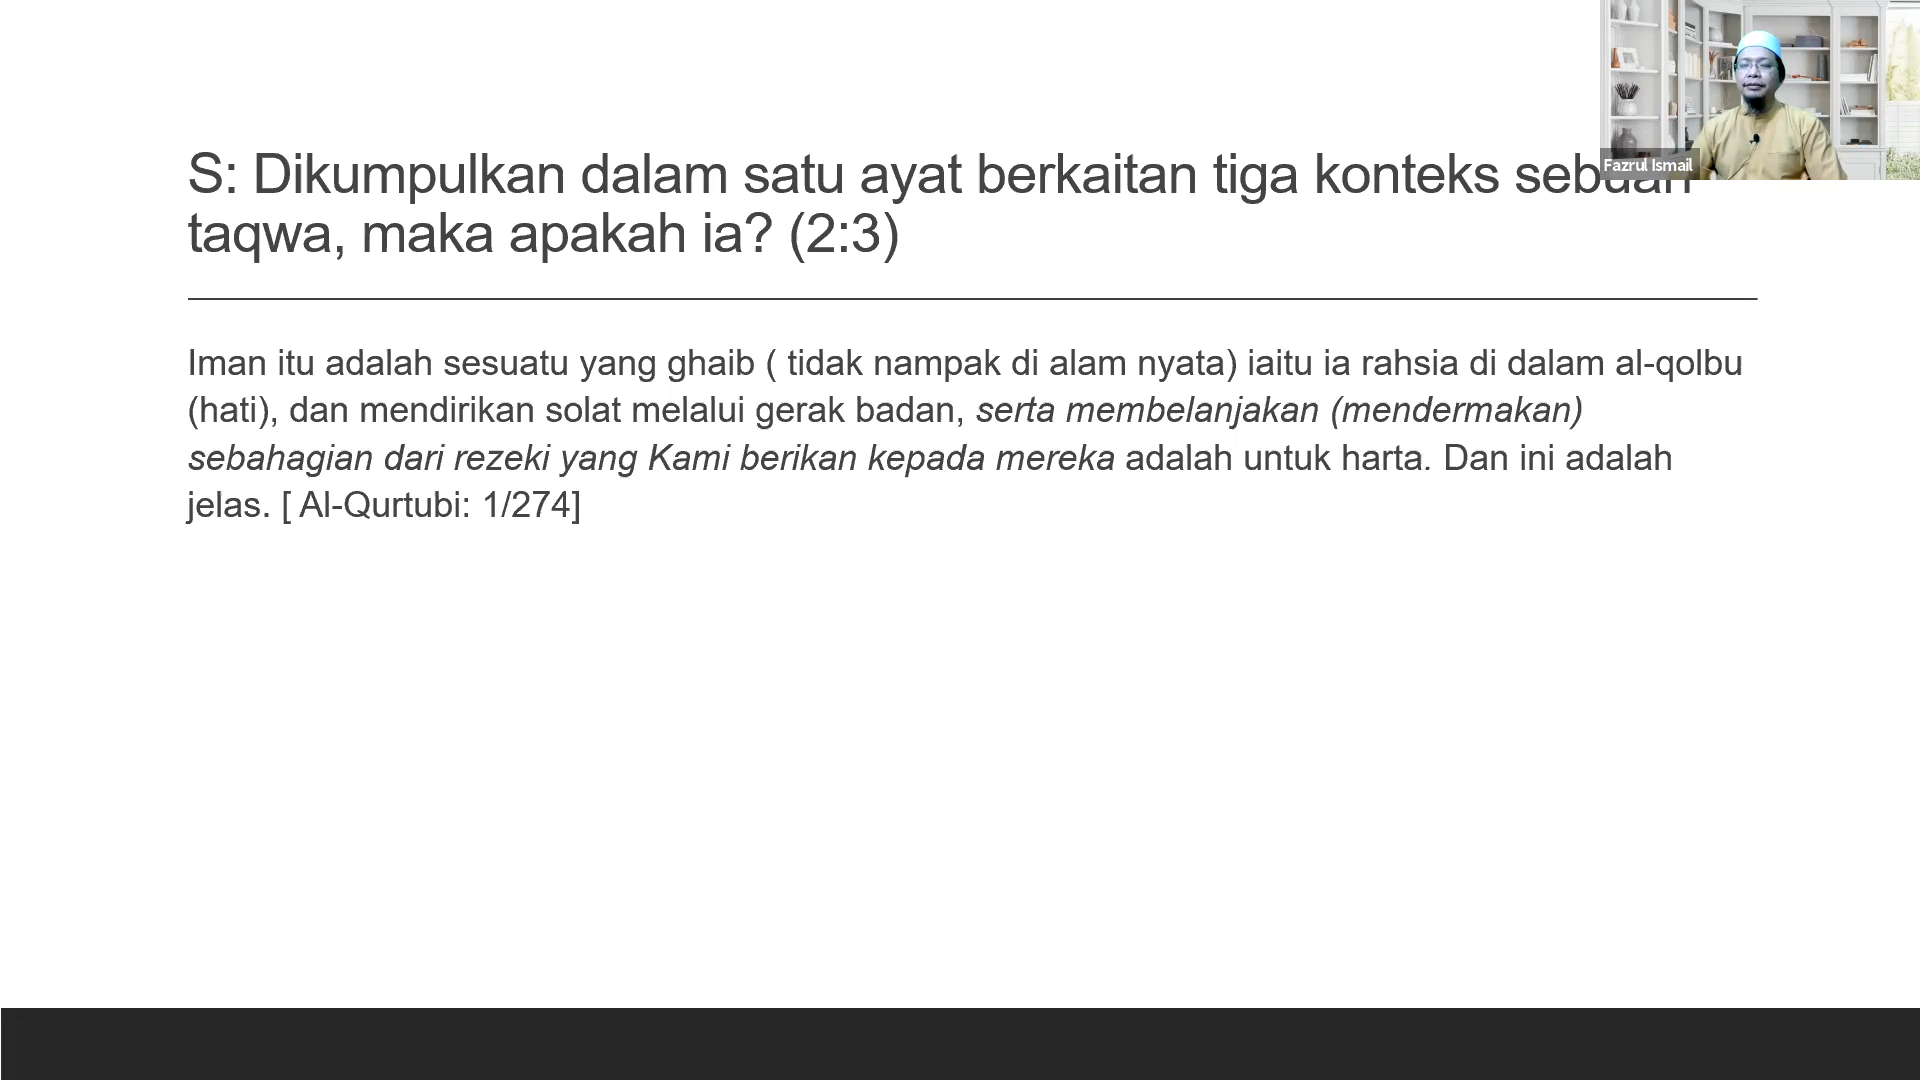 S: Dikumpulkan dalam satu ayat berkaitan tiga konteks sebuah
taqwa, maka apakah ia? (2:3)
Fazrul Ismail
Iman itu adalah sesuatu yang ghaib ( tidak nampak di alam nyata) iaitu ia rahsia di dalam al-qolbu
(hati), dan mendirikan solat melalui gerak badan, serta membelanjakan (mendermakan)
sebahagian dari rezeki yang Kami berikan kepada mereka adalah untuk harta. Dan ini adalah
jelas. [ Al-Qurtubi: 1/274]